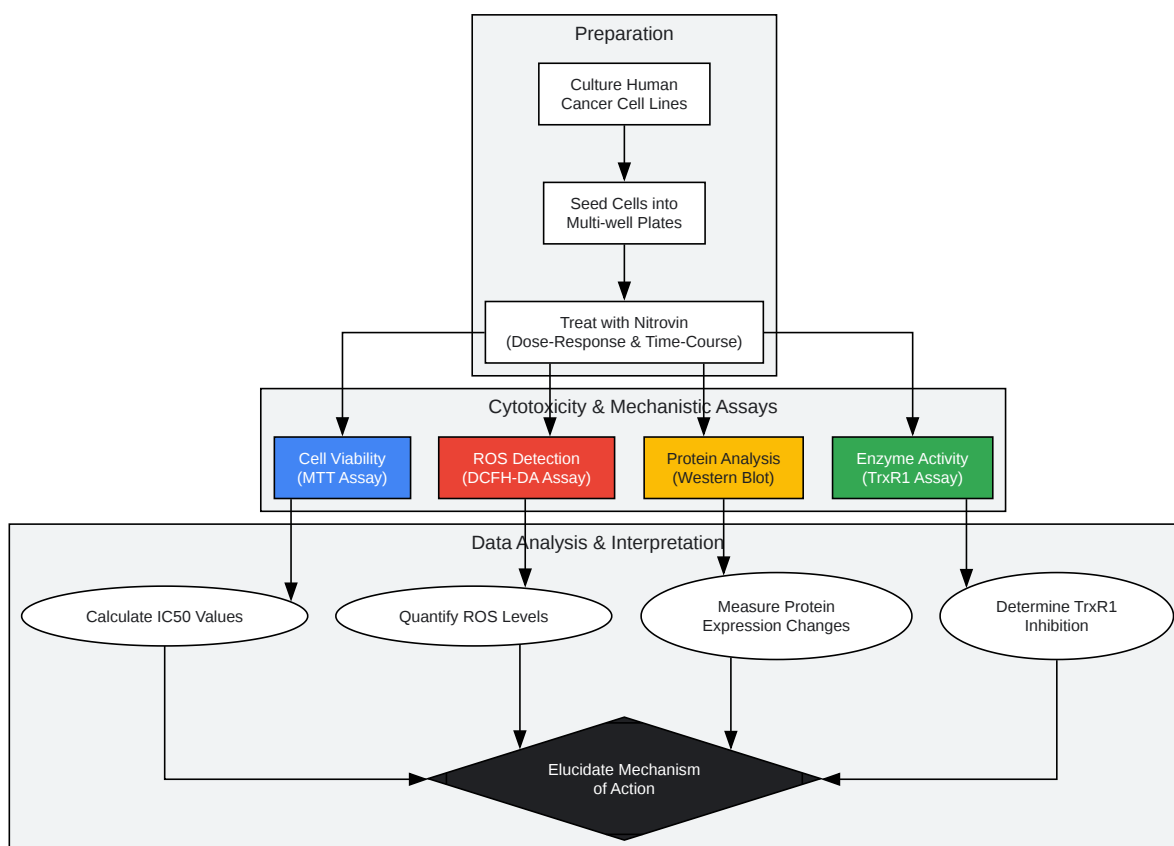 Preparation
Culture Human
Cancer Cell Lines
Seed Cells into
Multi-well Plates
Treat with Nitrovin
(Dose-Response & Time-Course)
Cytotoxicity & Mechanistic Assays
Cell Viability
(MTT Assay)
ROS Detection
(DCFH-DA Assay)
Protein Analysis
(Western Blot)
Enzyme Activity
(TrxR1 Assay)
Data Analysis & Interpretation
Calculate IC50 Values
Quantify ROS Levels
Measure Protein
Expression Changes
Determine TrxR1
Inhibition
Elucidate Mechanism
of Action